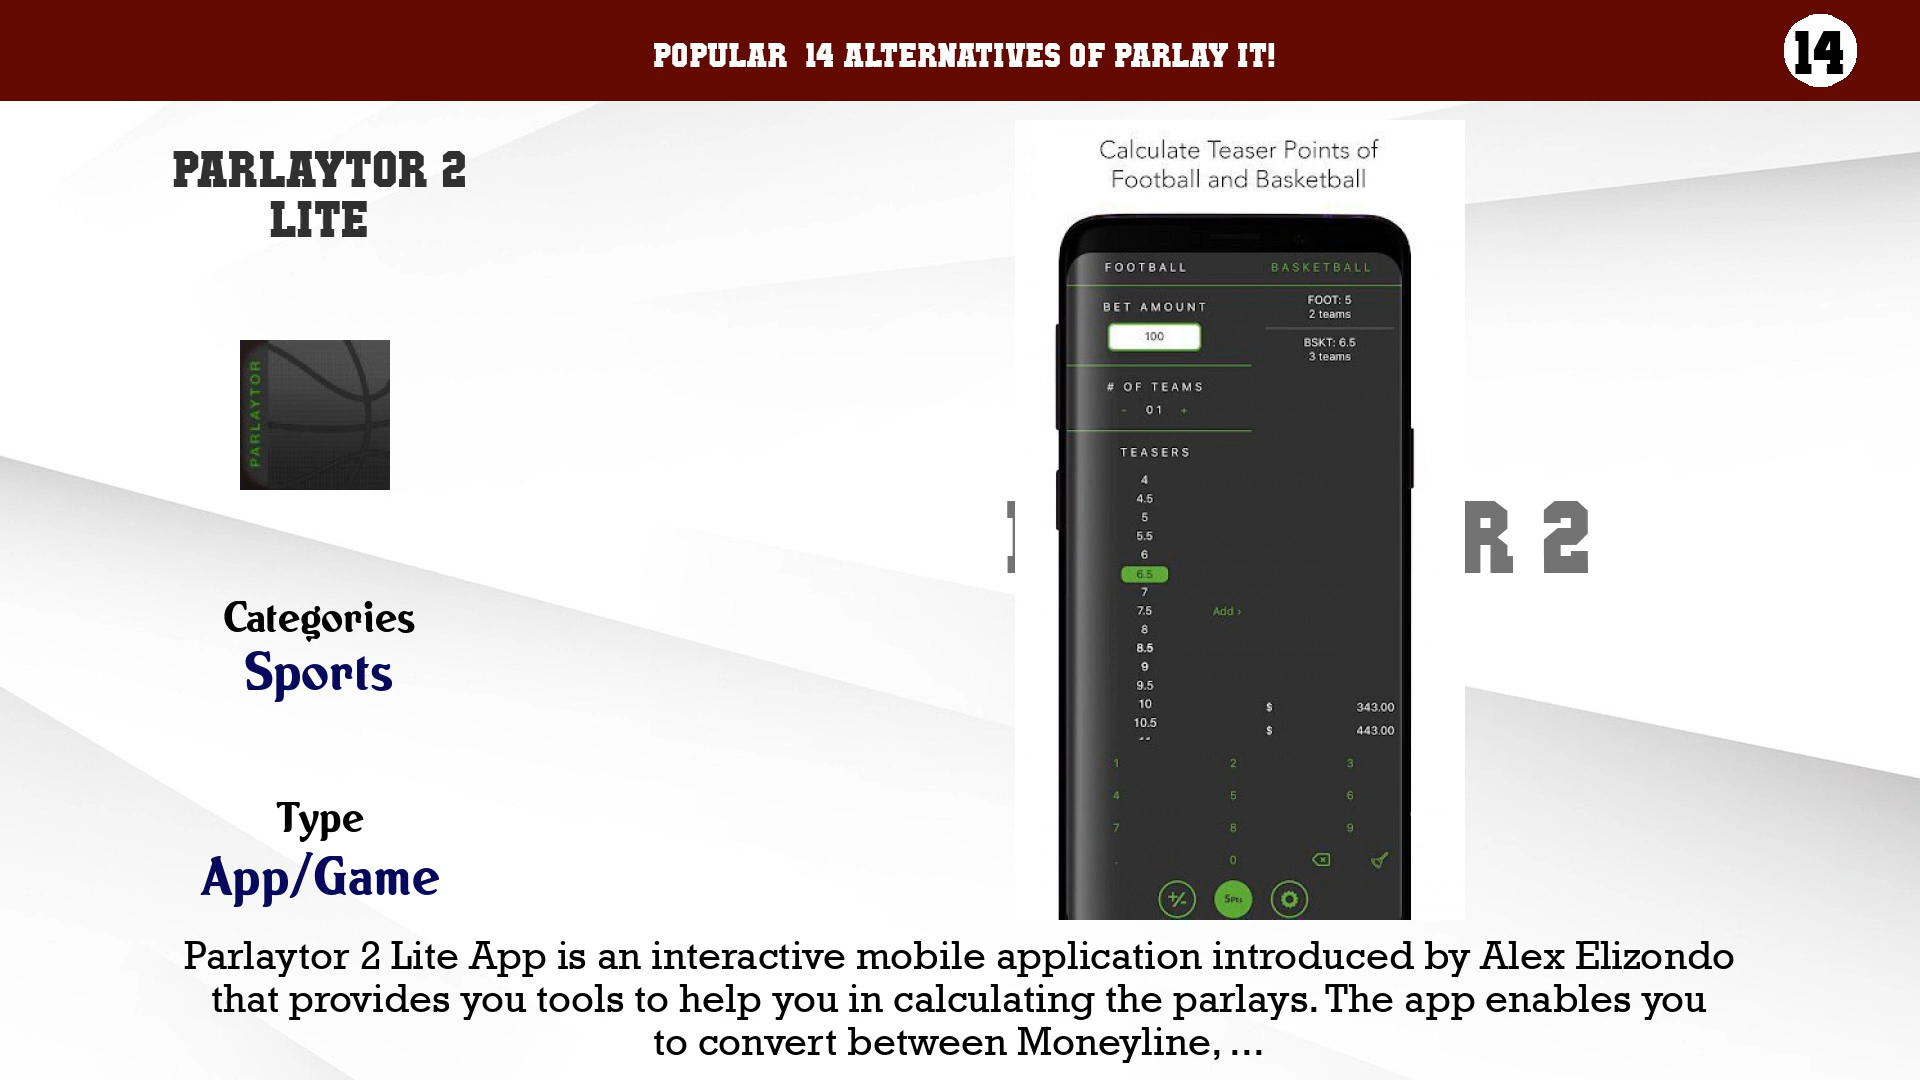 POPULAR 14 ALTERNATIVES OF PARLAY IT!
14
PARLAYTOR 2
LITE
PARLAYTOR
Categories
Sports
Type
App/Game
Calculate Teaser Points of
Football and Basketball
FOOTBALL
BASKETBALL
BET AMOUNT
100
FOOT: 5
2 teams
BSKT: 6.5
3 teams
# OF TEAMS
- 01 +
TEASERS
4
4.5
5
5.5
6
6.5
7
7.5
Add ›
8
8.5
9
9.5
10
10.5
$ 343.00
$ 443.00
1 2 3
4 5 6
7 8 9
. 0
+/- 5Pts
R 2
Parlaytor 2 Lite App is an interactive mobile application introduced by Alex Elizondo
that provides you tools to help you in calculating the parlays. The app enables you
to convert between Moneyline, ...